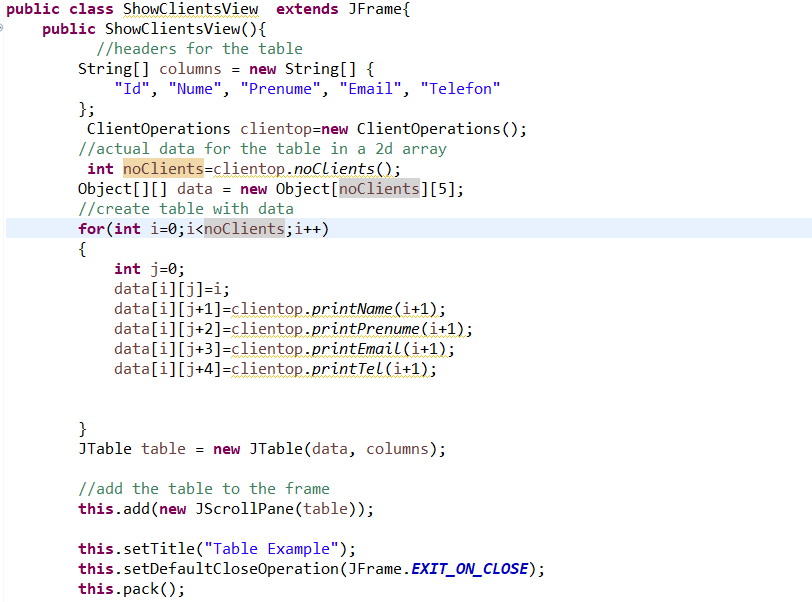 public class ShowClientsView  extends JFrame{
    public ShowClientsView(){
          //headers for the table
        String[] columns = new String[] {
            "Id", "Nume", "Prenume", "Email", "Telefon"
        };
         ClientOperations clientop=new ClientOperations();
        //actual data for the table in a 2d array
         int noClients=clientop.noClients();
        Object[][] data = new Object[noClients][5];
        //create table with data
        for(int i=0;i<noClients;i++)
        {
            int j=0;
            data[i][j]=i;
            data[i][j+1]=clientop.printName(i+1);
            data[i][j+2]=clientop.printPrenume(i+1);
            data[i][j+3]=clientop.printEmail(i+1);
            data[i][j+4]=clientop.printTel(i+1);
        }
        JTable table = new JTable(data, columns);
        //add the table to the frame
        this.add(new JScrollPane(table));
        this.setTitle("Table Example");
        this.setDefaultCloseOperation(JFrame.EXIT_ON_CLOSE);
        this.pack();